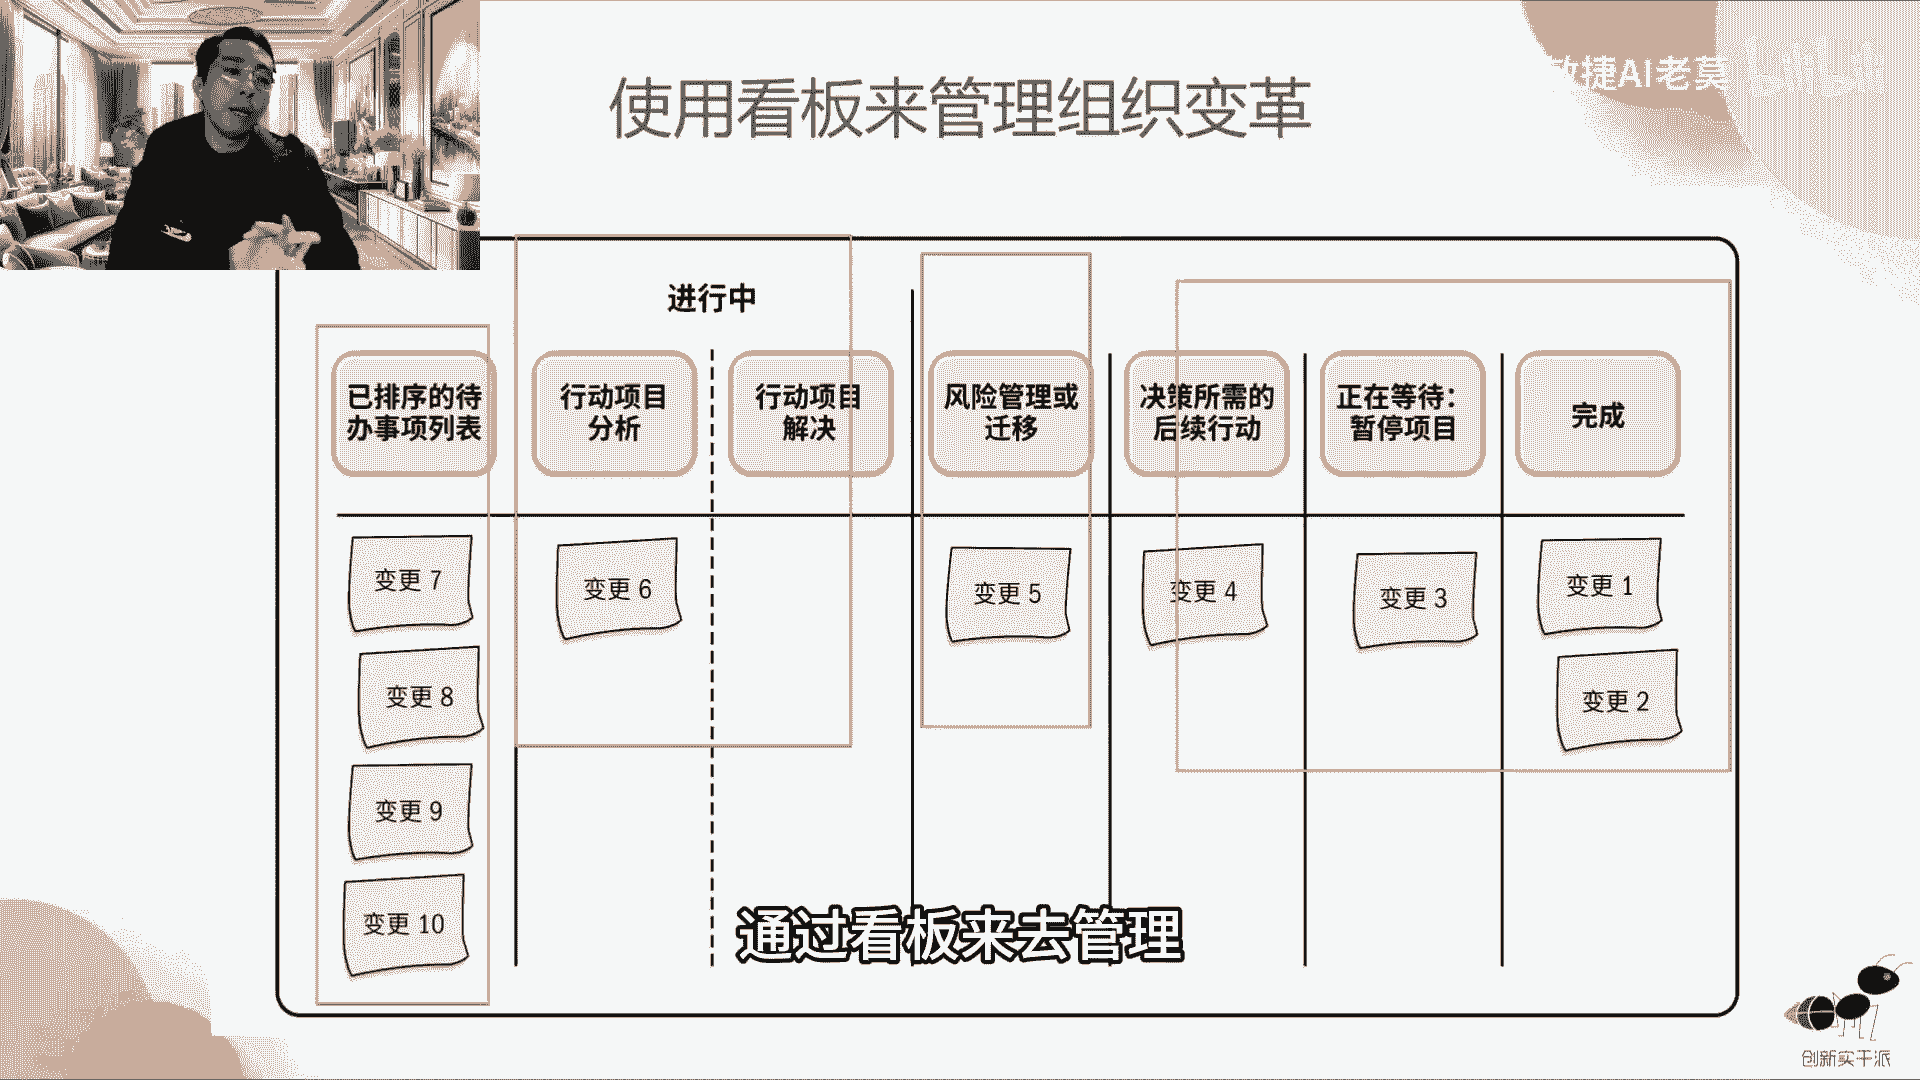 使用看板来管理组织变革
敏捷AI老莫
进行中
已排序的待
办事项列表
行动项目
分析
行动项目
解决
风险管理或
迁移
决策所需的
后续行动
正在等待：
暂停项目
完成
变更 7
变更 6
变更 5
变更 4
变更 3
变更 1
变更 8
变更 2
变更 9
变更 10
通过看板来去管理
创新实干派